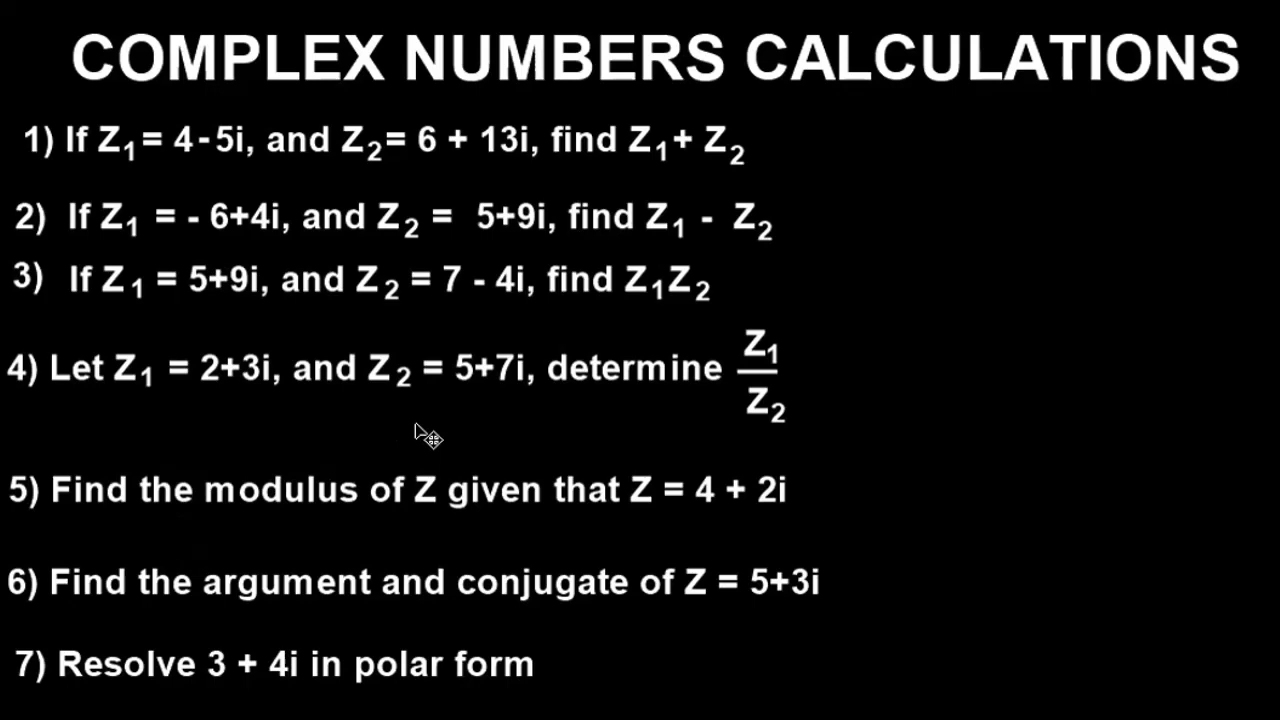 COMPLEX NUMBERS CALCULATIONS
1) If Z₁= 4-5i, and Z₂= 6 + 13i, find Z₁+ Z₂
2) If Z₁ = - 6+4i, and Z₂ = 5+9i, find Z₁ - Z₂
3) If Z₁ = 5+9i, and Z₂ = 7 - 4i, find Z₁Z₂
4) Let Z₁ = 2+3i, and Z₂ = 5+7i, determine Z₁/Z₂
5) Find the modulus of Z given that Z = 4 + 2i
6) Find the argument and conjugate of Z = 5+3i
7) Resolve 3 + 4i in polar form